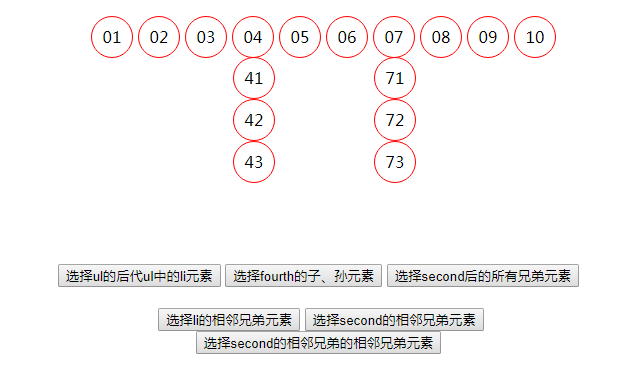 01 02 03 04 05 06 07 08 09 10
41 71
42 72
43 73
选择ul的后代ul中的li元素 选择fourth的子、孙元素 选择second后的所有兄弟元素
选择li的相邻兄弟元素 选择second的相邻兄弟元素
选择second的相邻兄弟的相邻兄弟元素